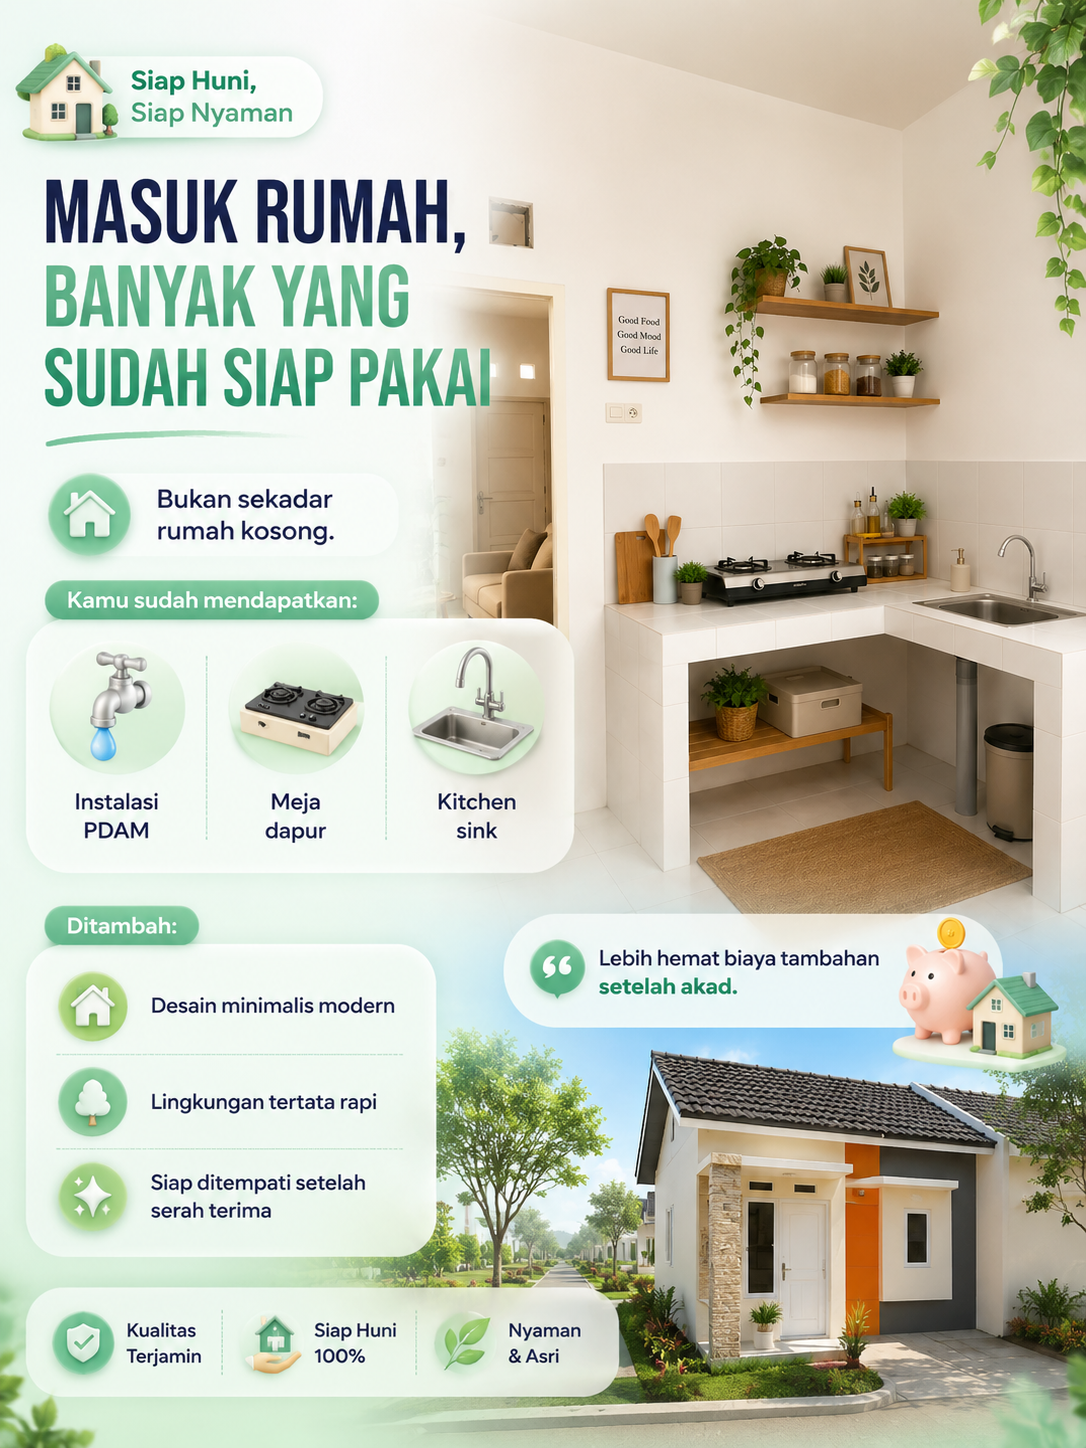 Siap Huni,
Siap Nyaman
MASUK RUMAH,
BANYAK YANG
SUDAH SIAP PAKAI
Good Food
Good Mood
Good Life
Bukan sekadar
rumah kosong.
Kamu sudah mendapatkan:
Instalasi
PDAM
Meja
dapur
Kitchen
sink
Ditambah:
Desain minimalis modern
Lingkungan tertata rapi
Siap ditempati setelah
serah terima
Lebih hemat biaya tambahan
setelah akad.
Kualitas
Terjamin
Siap Huni
100%
Nyaman
& Asri